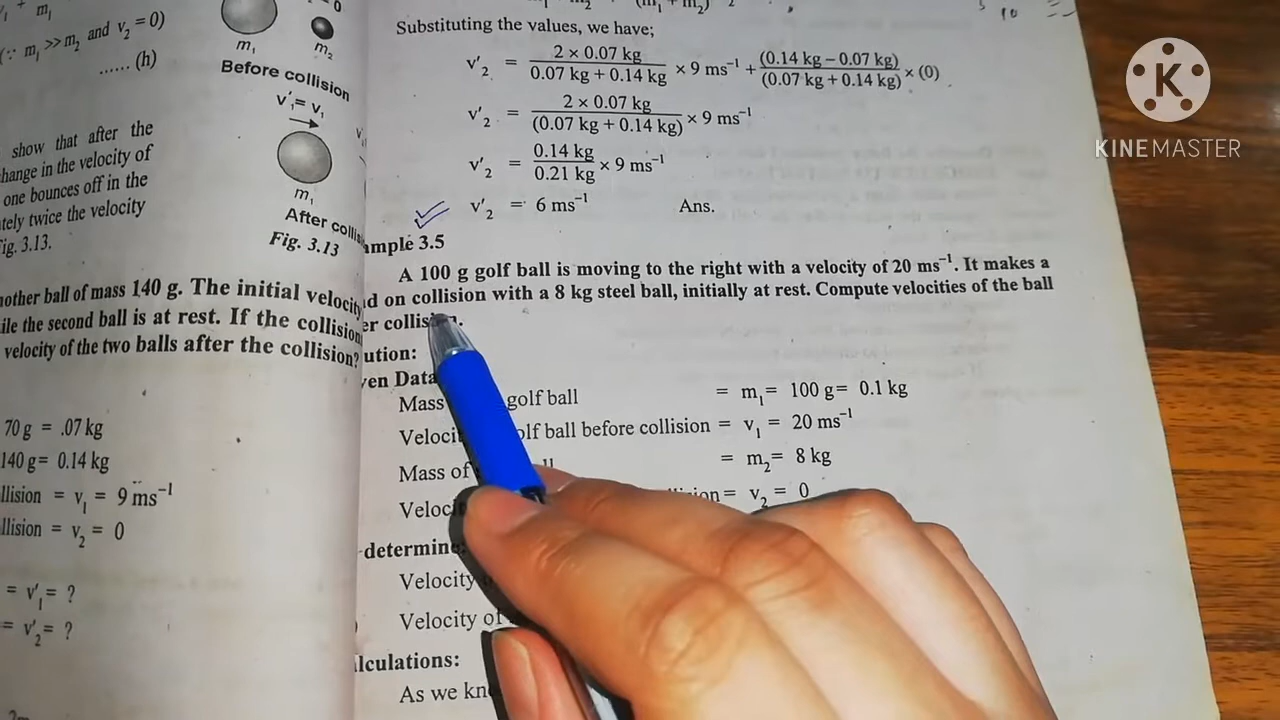 m₁
(∵ m₁ >> m₂ and v₂ = 0)
...... (h)
m₁
m₂
Before collision
v′₁ = v₁
m₁
After colli
Fig. 3.13
show that after the
hange in the velocity of
one bounces off in the
tely twice the velocity
ig. 3.13.
nother ball of mass 140 g. The initial velocity
ile the second ball is at rest. If the collision
velocity of the two balls after the collision?
70 g = .07 kg
140 g = 0.14 kg
llision = v₁ = 9 ms⁻¹
llision = v₂ = 0
= v′₁ = ?
= v′₂ = ?
Substituting the values, we have;
v′₂ = 2 × 0.07 kg / 0.07 kg + 0.14 kg × 9 ms⁻¹ + (0.14 kg – 0.07 kg) / (0.07 kg + 0.14 kg) × (0)
v′₂ = 2 × 0.07 kg / (0.07 kg + 0.14 kg) × 9 ms⁻¹
v′₂ = 0.14 kg / 0.21 kg × 9 ms⁻¹
v′₂ = 6 ms⁻¹ Ans.
ample 3.5
A 100 g golf ball is moving to the right with a velocity of 20 ms⁻¹. It makes a
d on collision with a 8 kg steel ball, initially at rest. Compute velocities of the ball
er collision.
ution:
en Data
Mass golf ball = m₁ = 100 g = 0.1 kg
Veloci olf ball before collision = v₁ = 20 ms⁻¹
Mass of = m₂ = 8 kg
Veloci ision = v₂ = 0
determine
Velocity
Velocity of
lculations:
As we kn
K
KINEMASTER